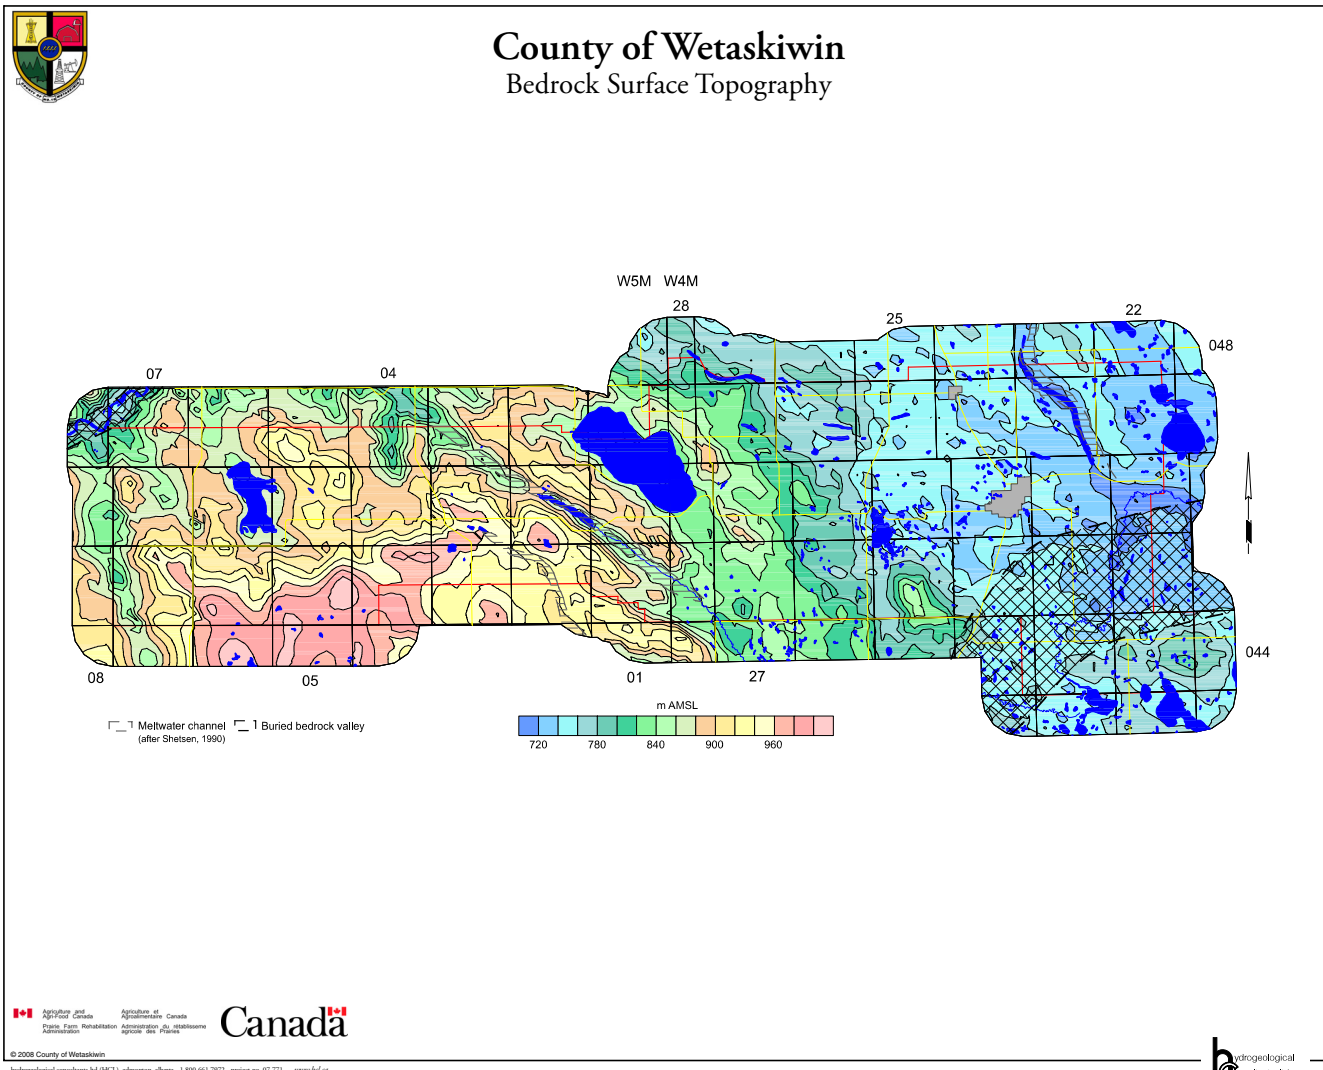 County of Wetaskiwin
Bedrock Surface Topography
W5M W4M
28
25
22
048
07
04
08
05
01
27
044
Meltwater channel
(after Shetsen, 1990)
Buried bedrock valley
m AMSL
720 780 840 900 960
Agriculture and
Agri-Food Canada
Agriculture et
Agroalimentaire Canada
Prairie Farm Rehabilitation
Administration
Administration du rétablisseme
agricole des Prairies
Canada
© 2008 County of Wetaskiwin
ydrogeological